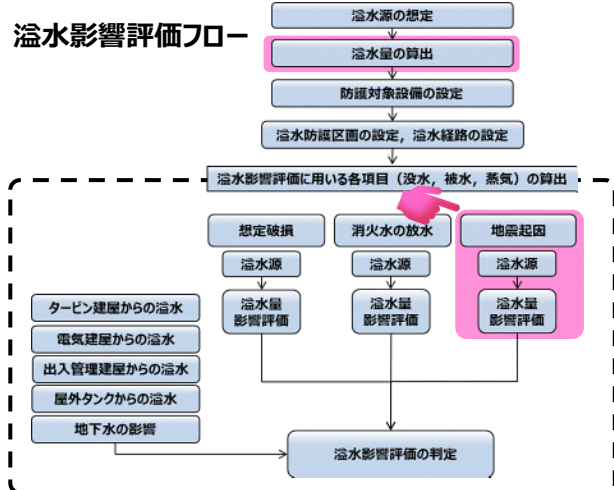 溢水影響評価フロー
溢水源の想定
溢水量の算出
防護対象設備の設定
溢水防護区画の設定，溢水経路の設定
溢水影響評価に用いる各項目（没水，被水，蒸気）の算出
想定破損
消火水の放水
地震起因
溢水源
溢水源
溢水源
溢水量
影響評価
溢水量
影響評価
溢水量
影響評価
タービン建屋からの溢水
電気建屋からの溢水
出入管理建屋からの溢水
屋外タンクからの溢水
地下水の影響
溢水影響評価の判定